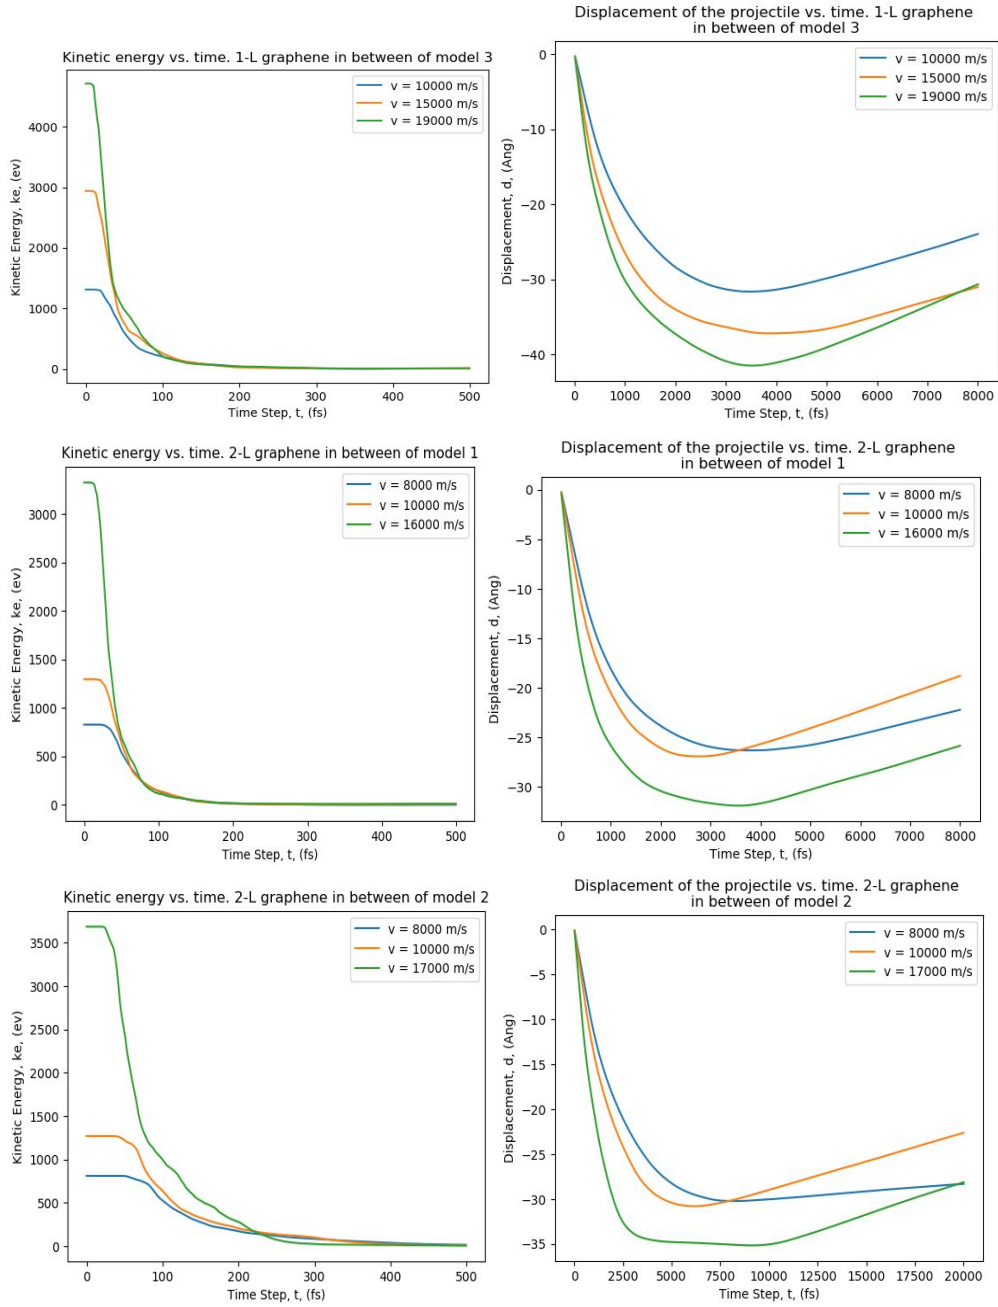 Kinetic energy vs. time. 1-L graphene in between of model 3
v = 10000 m/s
v = 15000 m/s
v = 19000 m/s
Kinetic Energy, ke, (ev)
4000
3000
2000
1000
0
0 100 200 300 400 500
Time Step, t, (fs)
Displacement of the projectile vs. time. 1-L graphene
in between of model 3
v = 10000 m/s
v = 15000 m/s
v = 19000 m/s
Displacement, d, (Ang)
0
−10
−20
−30
−40
0 1000 2000 3000 4000 5000 6000 7000 8000
Time Step, t, (fs)
Kinetic energy vs. time. 2-L graphene in between of model 1
v = 8000 m/s
v = 10000 m/s
v = 16000 m/s
Kinetic Energy, ke, (ev)
3000
2500
2000
1500
1000
500
0
0 100 200 300 400 500
Time Step, t, (fs)
Displacement of the projectile vs. time. 2-L graphene
in between of model 1
v = 8000 m/s
v = 10000 m/s
v = 16000 m/s
Displacement, d, (Ang)
0
−5
−10
−15
−20
−25
−30
0 1000 2000 3000 4000 5000 6000 7000 8000
Time Step, t, (fs)
Kinetic energy vs. time. 2-L graphene in between of model 2
v = 8000 m/s
v = 10000 m/s
v = 17000 m/s
Kinetic Energy, ke, (ev)
3500
3000
2500
2000
1500
1000
500
0
0 100 200 300 400 500
Time Step, t, (fs)
Displacement of the projectile vs. time. 2-L graphene
in between of model 2
v = 8000 m/s
v = 10000 m/s
v = 17000 m/s
Displacement, d, (Ang)
0
−5
−10
−15
−20
−25
−30
−35
0 2500 5000 7500 10000 12500 15000 17500 20000
Time Step, t, (fs)